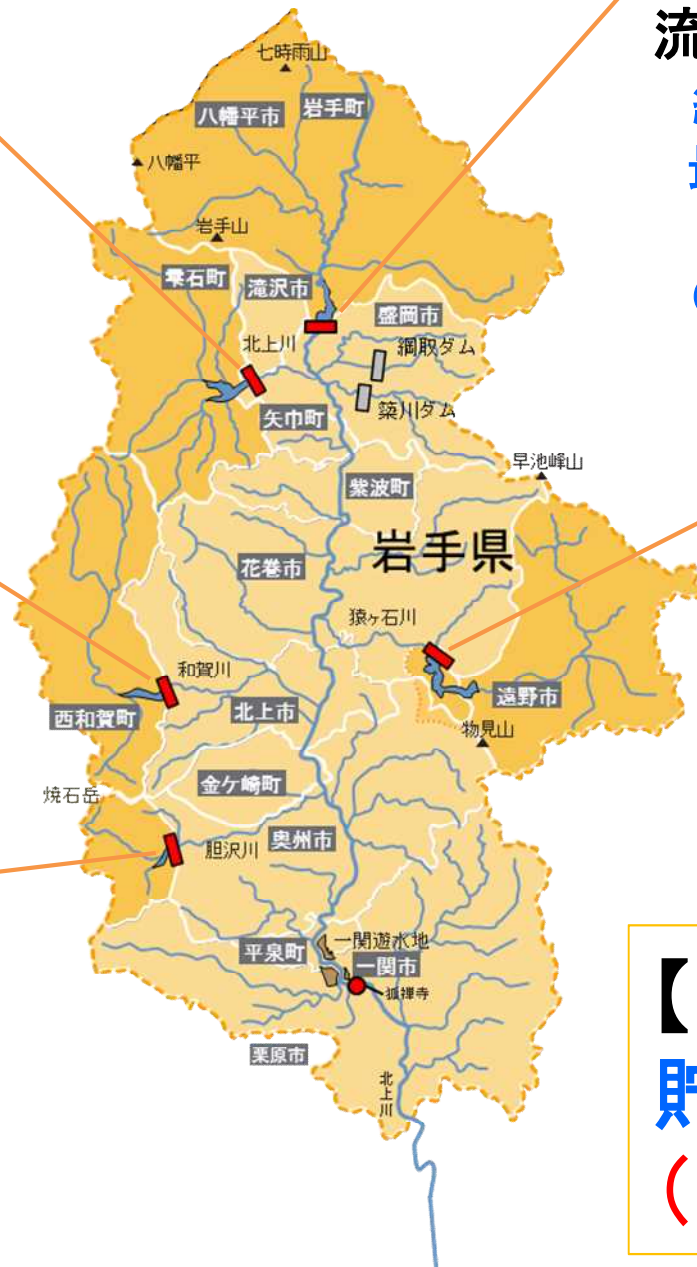 流
七時雨山
八幡平市
岩手町
八幡平
岩手山
雫石町
滝沢市
盛岡市
北上川
綱取ダム
簗川ダム
矢巾町
早池峰山
紫波町
岩手県
花巻市
猿ヶ石川
和賀川
遠野市
北上市
西和賀町
物見山
金ケ崎町
焼石岳
奥州市
胆沢川
平泉町
一関遊水地
一関市
狐禅寺
栗原市
北上川
【
貯
（